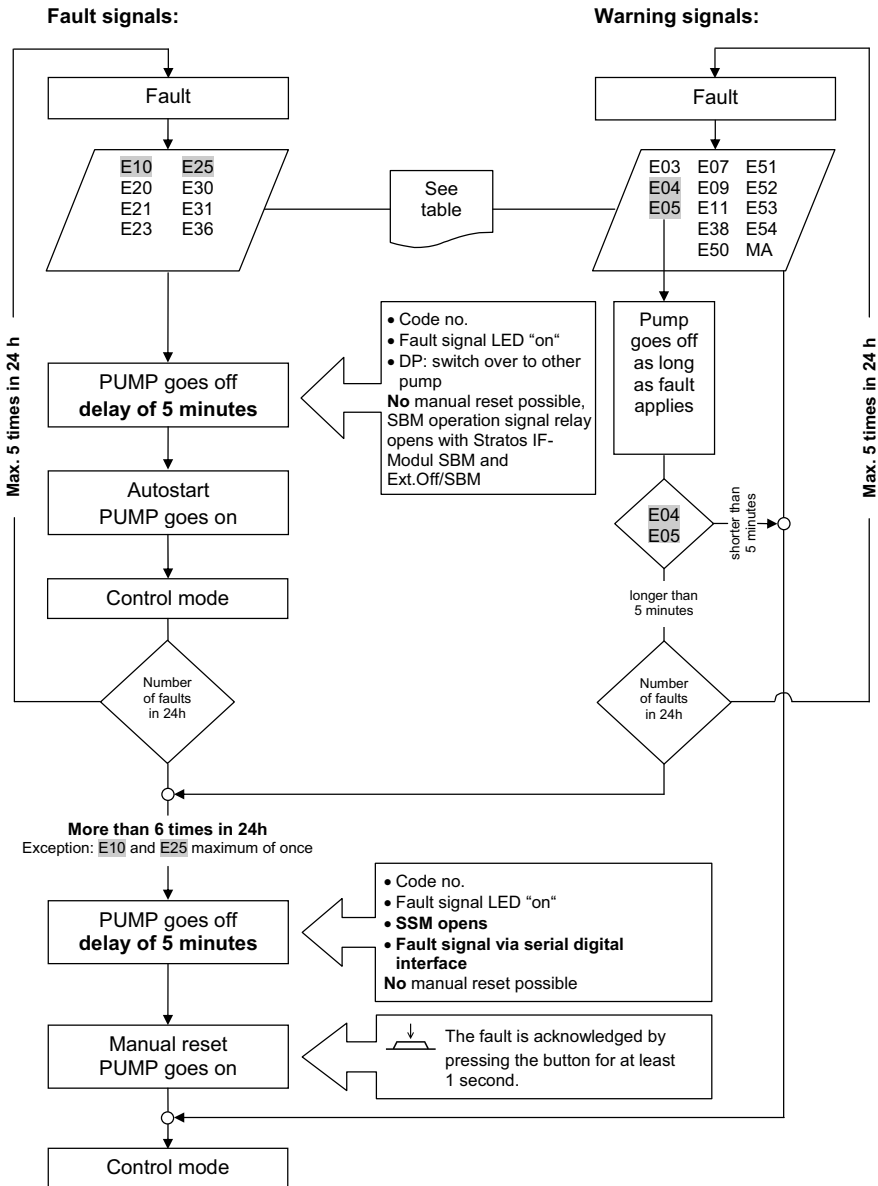 Fault signals:
Warning signals:
Fault
Fault
E10 E25
E20 E30
E21 E31
E23 E36
See
table
E03 E07 E51
E04 E09 E52
E05 E11 E53
E38 E54
E50 MA
Max. 5 times in 24 h
PUMP goes off
delay of 5 minutes
• Code no.
• Fault signal LED “on“
• DP: switch over to other
pump
No manual reset possible,
SBM operation signal relay
opens with Stratos IF-
Modul SBM and
Ext.Off/SBM
Pump
goes off
as long
as fault
applies
Max. 5 times in 24 h
Autostart
PUMP goes on
E04
E05
shorter than
5 minutes
Control mode
longer than
5 minutes
Number
of faults
in 24h
Number
of faults
in 24h
More than 6 times in 24h
Exception: E10 and E25 maximum of once
PUMP goes off
delay of 5 minutes
• Code no.
• Fault signal LED “on“
• SSM opens
• Fault signal via serial digital
interface
No manual reset possible
Manual reset
PUMP goes on
The fault is acknowledged by
pressing the button for at least
1 second.
Control mode